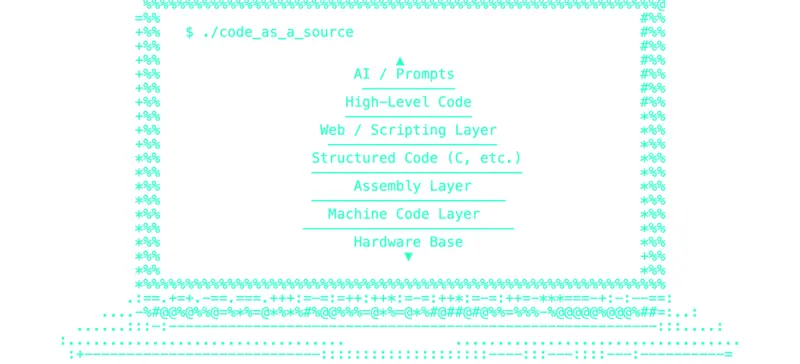 $ ./code_as_a_source
AI / Prompts
High-Level Code
Web / Scripting Layer
Structured Code (C, etc.)
Assembly Layer
Machine Code Layer
Hardware Base